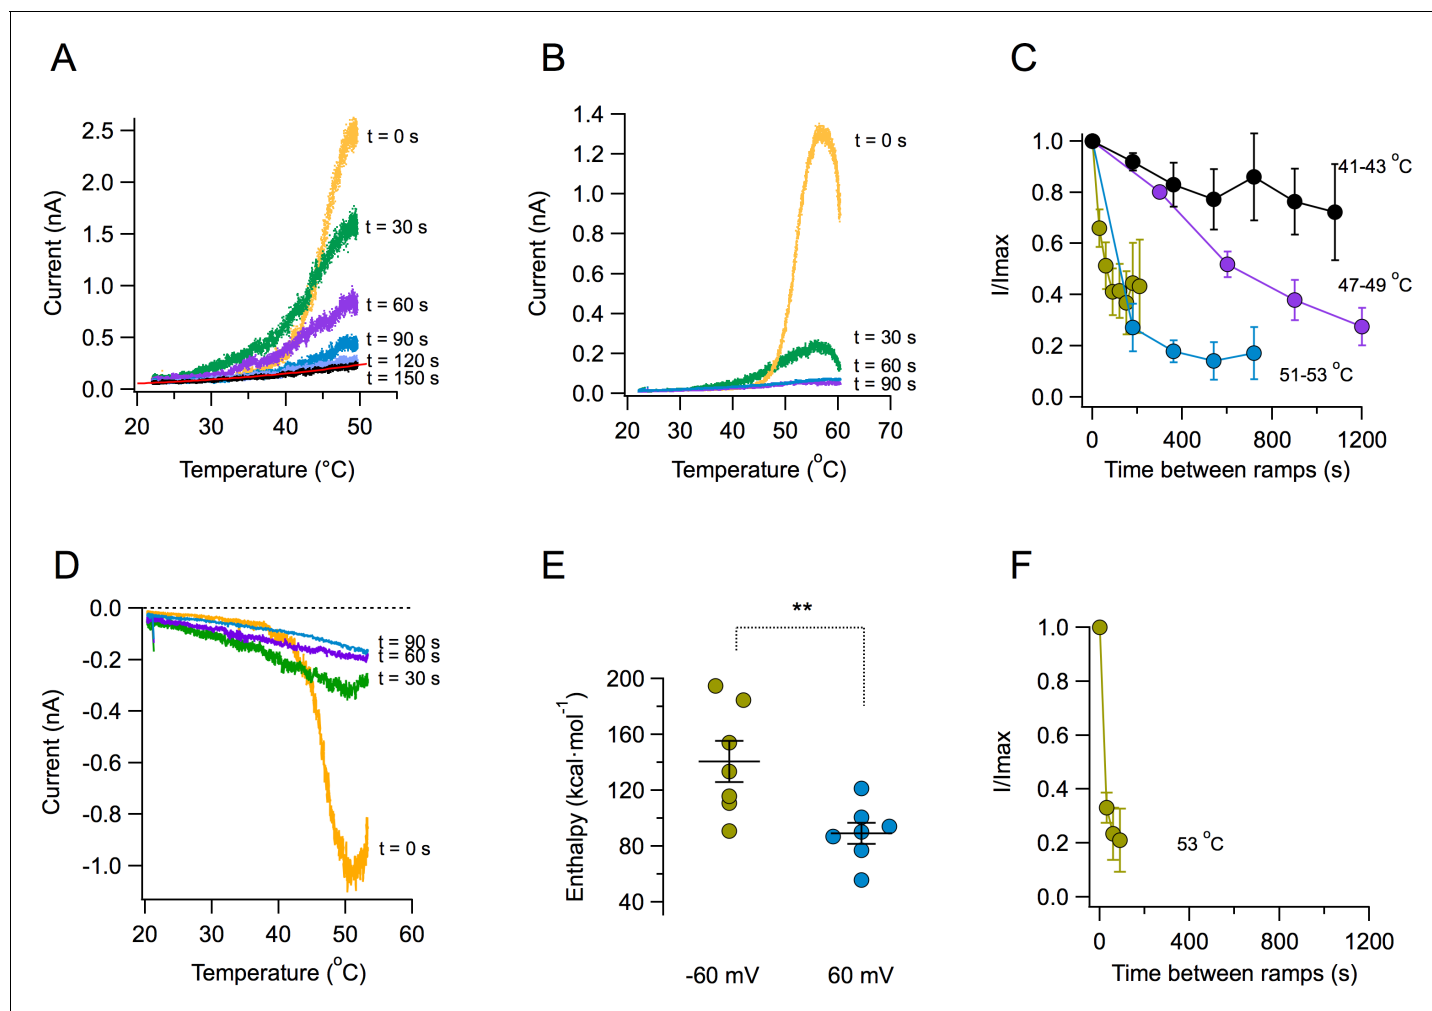 A
B
C
Current (nA)
2.5
2.0
1.5
1.0
0.5
0.0
t = 0 s
t = 30 s
t = 60 s
t = 90 s
t = 120 s
t = 150 s
20 30 40 50
Temperature (°C)
Current (nA)
1.4
1.2
1.0
0.8
0.6
0.4
0.2
0.0
t = 0 s
t = 30 s
t = 60 s
t = 90 s
20 30 40 50 60 70
Temperature (°C)
I/Imax
1.0
0.8
0.6
0.4
0.2
0.0
41-43 °C
47-49 °C
51-53 °C
0 400 800 1200
Time between ramps (s)
D
E
F
Current (nA)
0.0
-0.2
-0.4
-0.6
-0.8
-1.0
t = 90 s
t = 60 s
t = 30 s
t = 0 s
20 30 40 50 60
Temperature (°C)
Enthalpy (kcal·mol-1)
**
200
160
120
80
40
-60 mV 60 mV
I/Imax
1.0
0.8
0.6
0.4
0.2
0.0
53 °C
0 400 800 1200
Time between ramps (s)